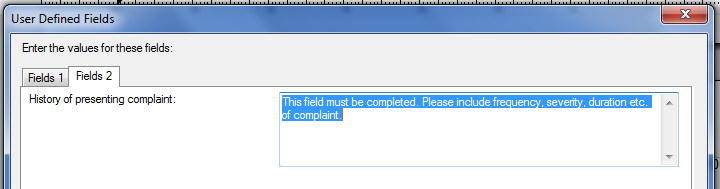 User Defined Fields
Enter the values for these fields:
Fields 1
Fields 2
History of presenting complaint:
This field must be completed. Please include frequency, severity, duration etc.
of complaint.